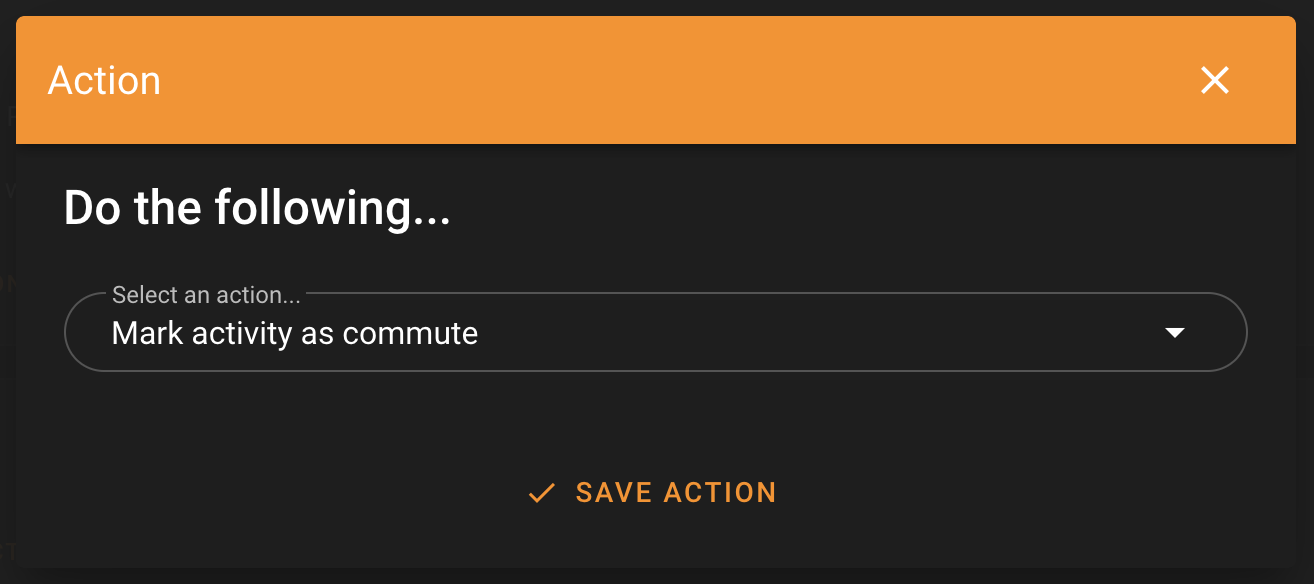 Action
Do the following...
Select an action...
Mark activity as commute
SAVE ACTION